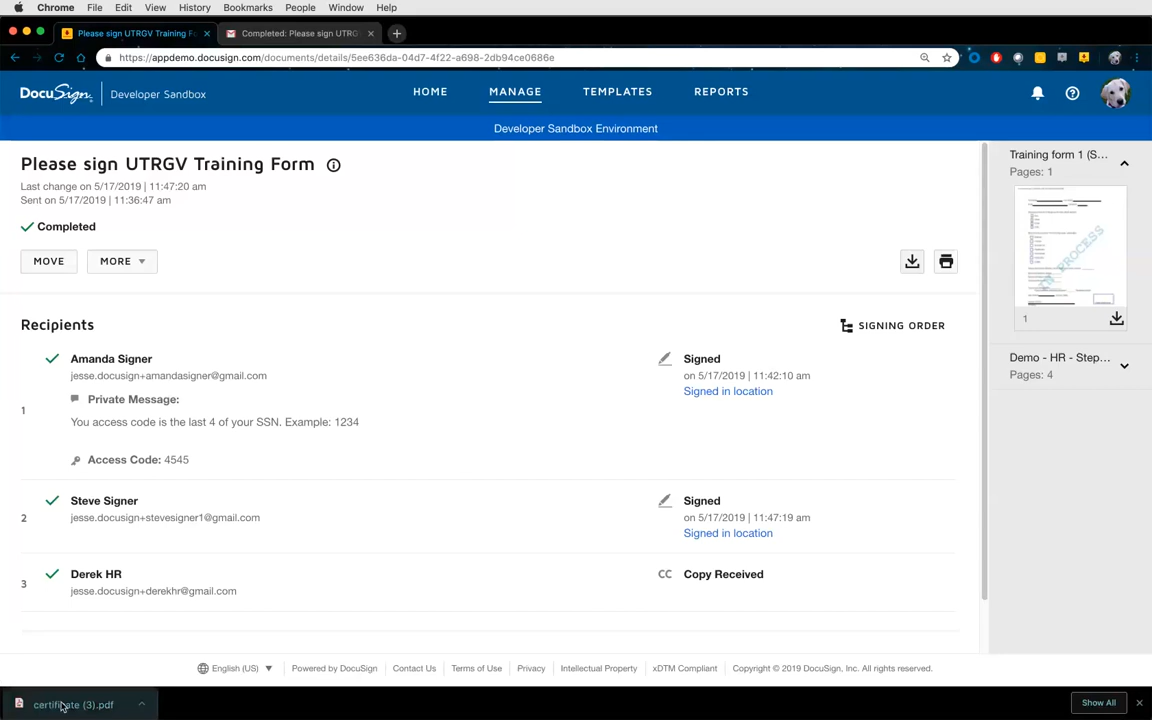 Chrome File Edit View History Bookmarks People Window Help
Please sign UTRGV Training F
Completed: Please sign UTRG
https://appdemo.docusign.com/documents/details/5ee636da-04d7-4f22-a698-2db94ce0686e
DocuSign Developer Sandbox
HOME MANAGE TEMPLATES REPORTS
Developer Sandbox Environment
Please sign UTRGV Training Form
Last change on 5/17/2019 | 11:47:20 am
Sent on 5/17/2019 | 11:36:47 am
Completed
MOVE MORE
Recipients
SIGNING ORDER
1
Amanda Signer
jesse.docusign+amandasigner@gmail.com
Private Message:
You access code is the last 4 of your SSN. Example: 1234
Access Code: 4545
Signed
on 5/17/2019 | 11:42:10 am
Signed in location
2
Steve Signer
jesse.docusign+stevesigner1@gmail.com
Signed
on 5/17/2019 | 11:47:19 am
Signed in location
3
Derek HR
jesse.docusign+derekhr@gmail.com
CC Copy Received
Training form 1 (S...
Pages: 1
IN PROCESS
1
Demo - HR - Step...
Pages: 4
English (US) Powered by DocuSign Contact Us Terms of Use Privacy Intellectual Property xDTM Compliant Copyright © 2019 DocuSign, Inc. All rights reserved.
certificate (3).pdf
Show All